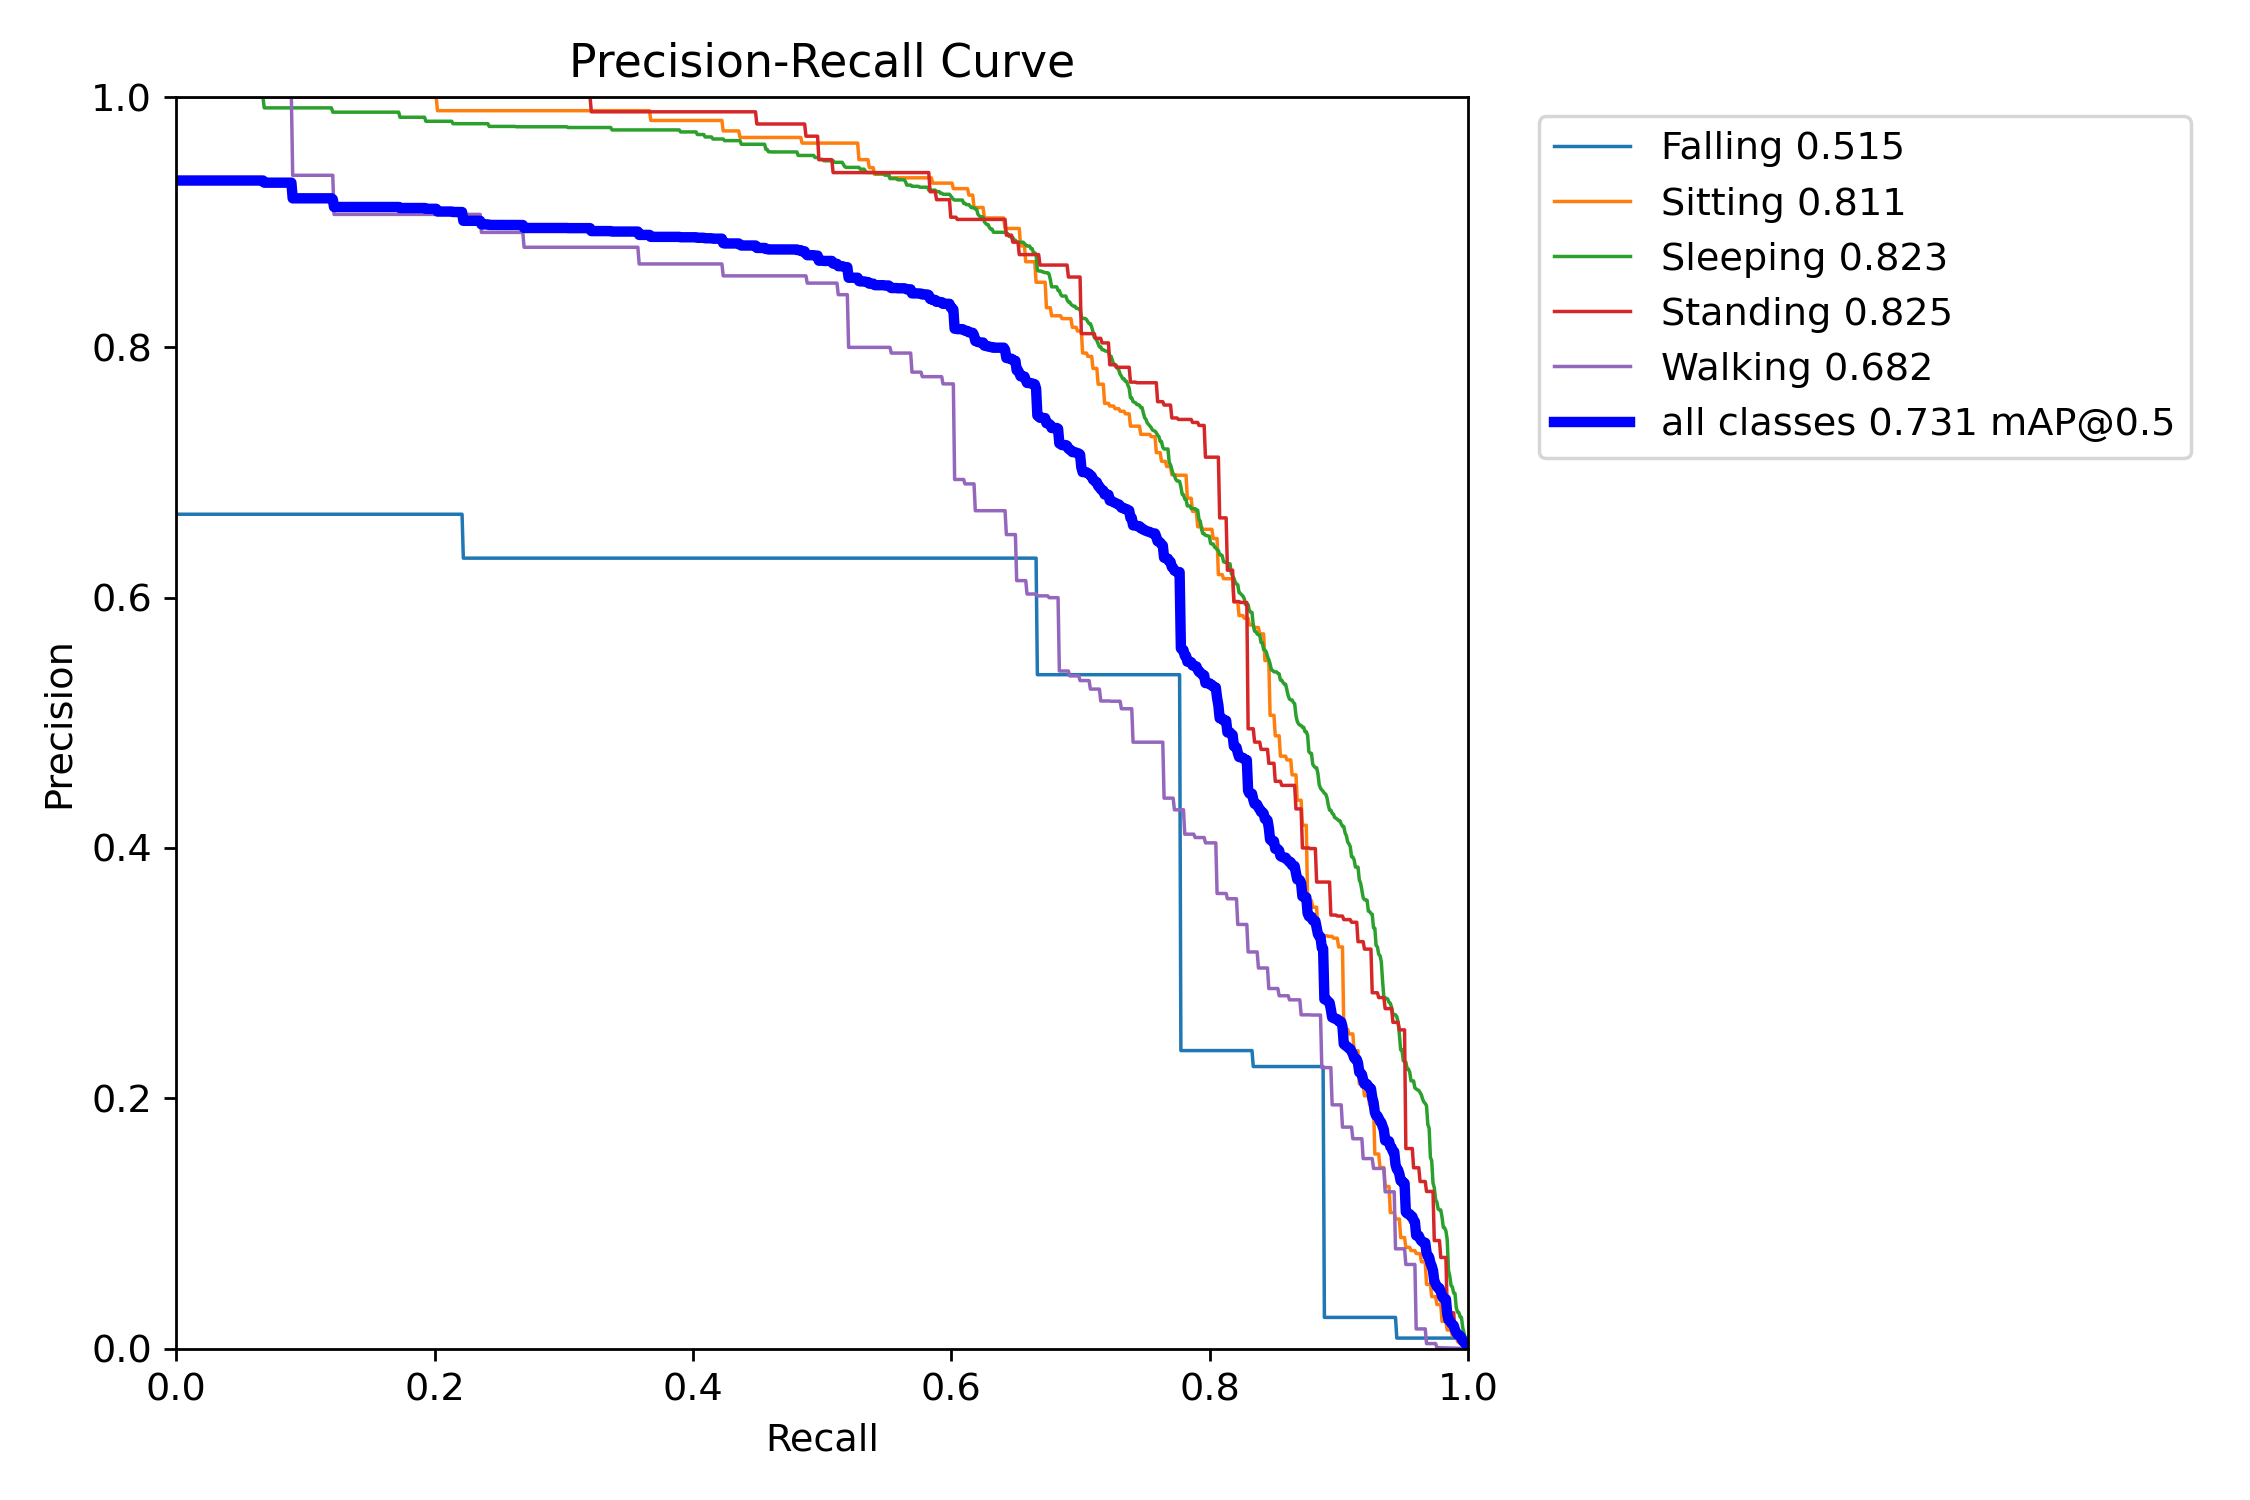 Precision-Recall Curve
1.0
0.8
0.6
0.4
0.2
0.0
Precision
0.0 0.2 0.4 0.6 0.8 1.0
Recall
Falling 0.515
Sitting 0.811
Sleeping 0.823
Standing 0.825
Walking 0.682
all classes 0.731 mAP@0.5